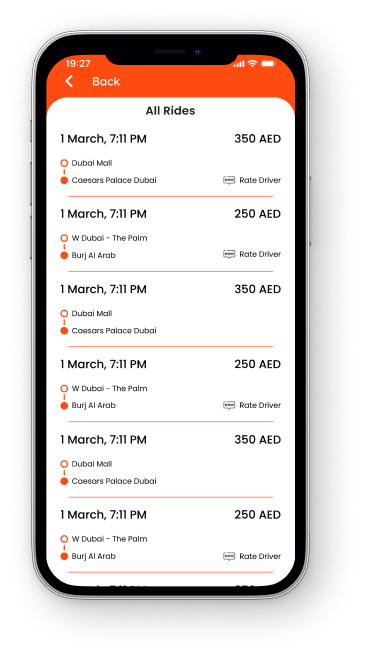 19:27
Back
All Rides
1 March, 7:11 PM 350 AED
Dubai Mall
Caesars Palace Dubai Rate Driver
1 March, 7:11 PM 250 AED
W Dubai - The Palm
Burj Al Arab Rate Driver
1 March, 7:11 PM 350 AED
Dubai Mall
Caesars Palace Dubai
1 March, 7:11 PM 250 AED
W Dubai - The Palm
Burj Al Arab Rate Driver
1 March, 7:11 PM 350 AED
Dubai Mall
Caesars Palace Dubai
1 March, 7:11 PM 250 AED
W Dubai - The Palm
Burj Al Arab Rate Driver